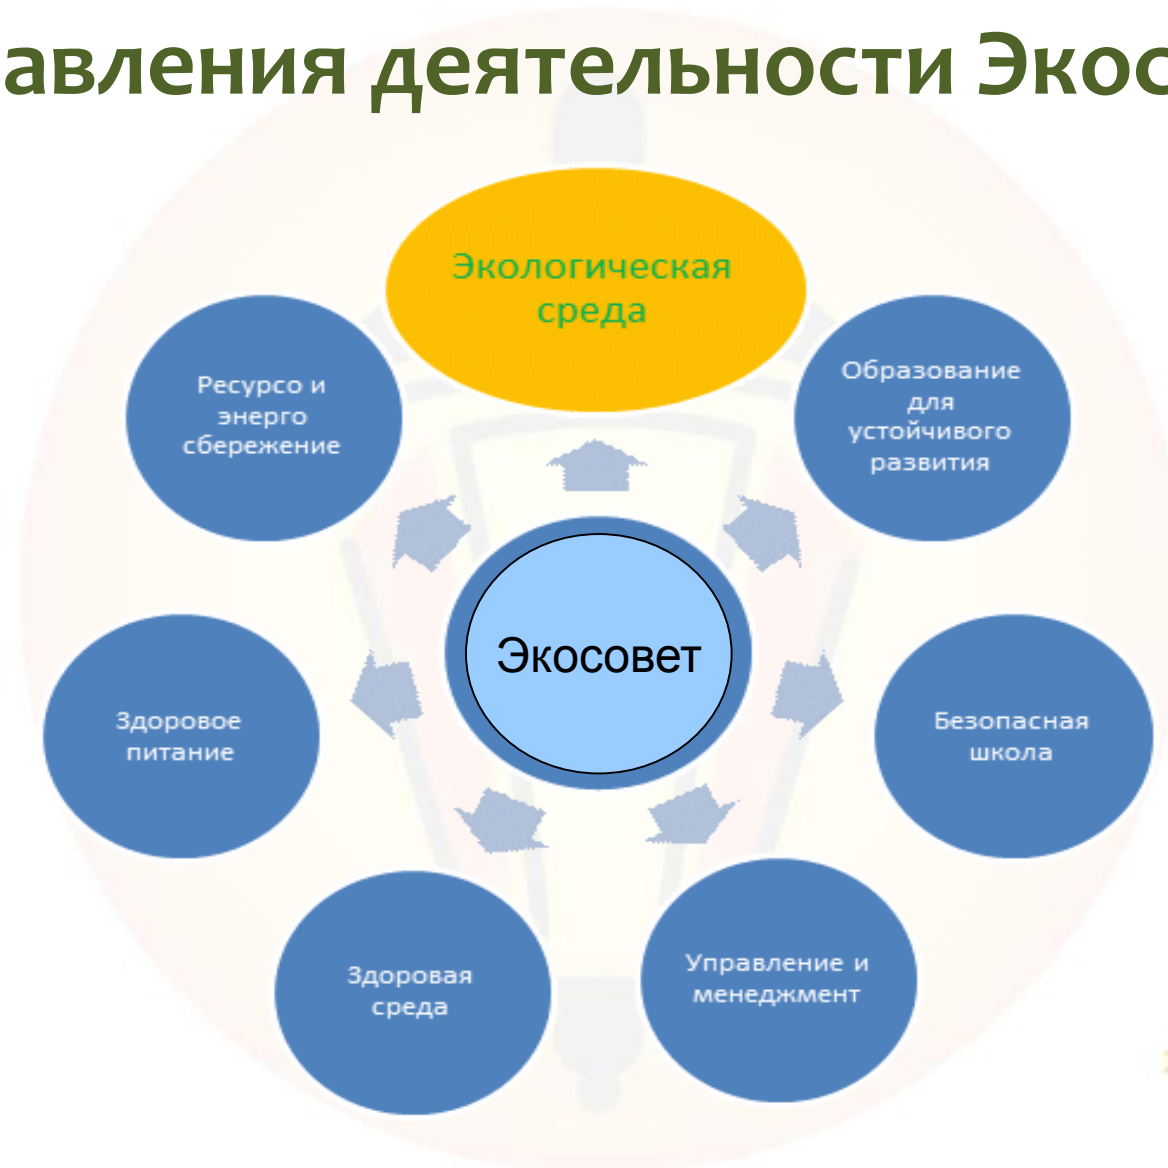 авления деятельности Экос
Экологическая
среда
Ресурсо и
энерго
сбережение
Образование
для
устойчивого
развития
Экосовет
Здоровое
питание
Безопасная
школа
Здоровая
среда
Управление и
менеджмент